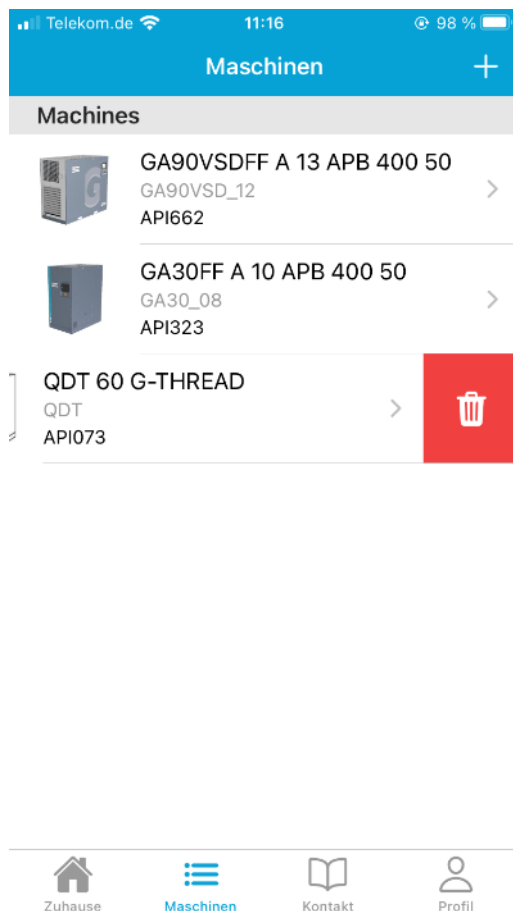 Telekom.de 11:16 98 %
Maschinen +
Machines
GA90VSDFF A 13 APB 400 50
GA90VSD_12
API662
GA30FF A 10 APB 400 50
GA30_08
API323
QDT 60 G-THREAD
QDT
API073
Zuhause Maschinen Kontakt Profil